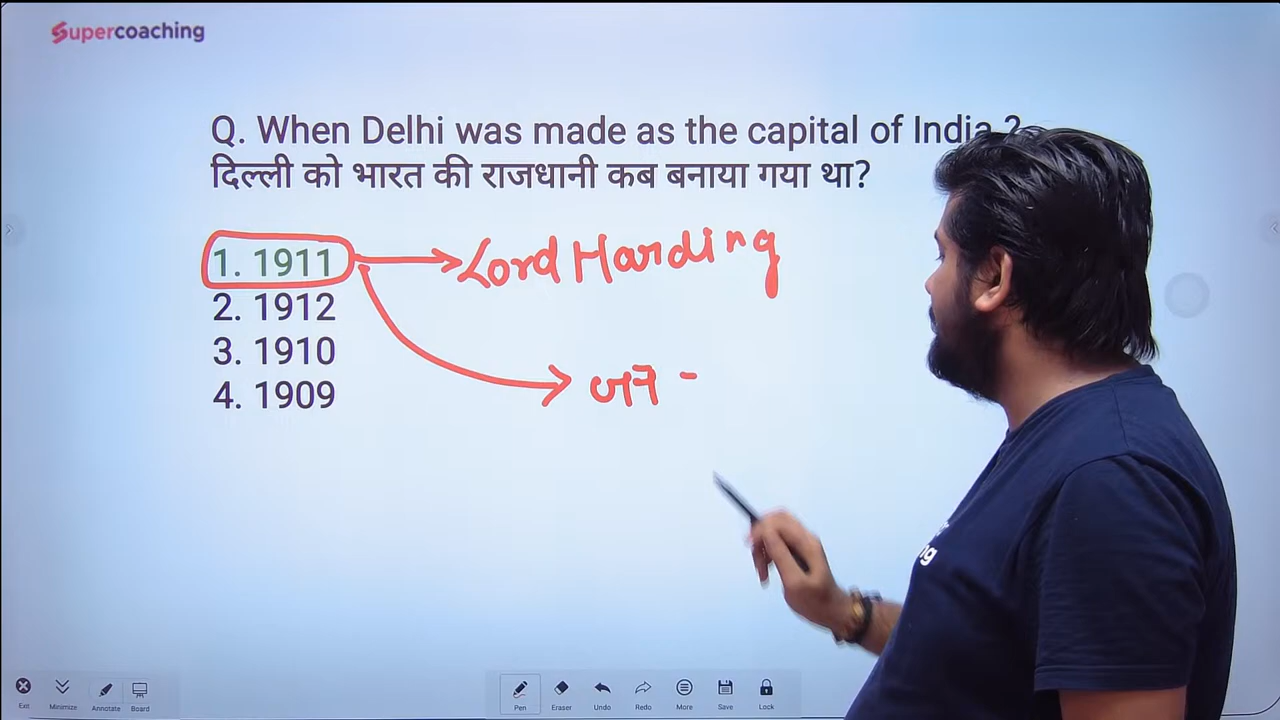 Supercoaching
Q. When Delhi was made as the capital of India ?
दिल्ली को भारत की राजधानी कब बनाया गया था?
1. 1911
Lord Harding
2. 1912
3. 1910
4. 1909
Exit
Minimize
Annotate
Board
Pen
Eraser
Undo
Redo
More
Save
Lock